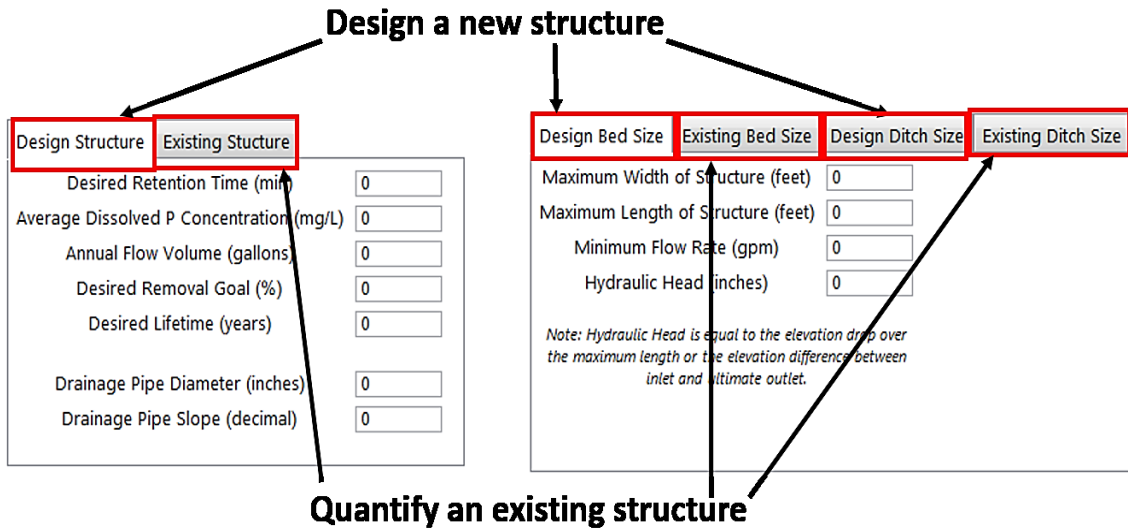 Design a new structure
Design Structure
Existing Stucture
Desired Retention Time (min)
0
Average Dissolved P Concentration (mg/L)
0
Annual Flow Volume (gallons)
0
Desired Removal Goal (%)
0
Desired Lifetime (years)
0
Drainage Pipe Diameter (inches)
0
Drainage Pipe Slope (decimal)
0
Design Bed Size
Existing Bed Size
Design Ditch Size
Existing Ditch Size
Maximum Width of Structure (feet)
0
Maximum Length of Structure (feet)
0
Minimum Flow Rate (gpm)
0
Hydraulic Head (inches)
0
Note: Hydraulic Head is equal to the elevation drop over
the maximum length or the elevation difference between
inlet and ultimate outlet.
Quantify an existing structure